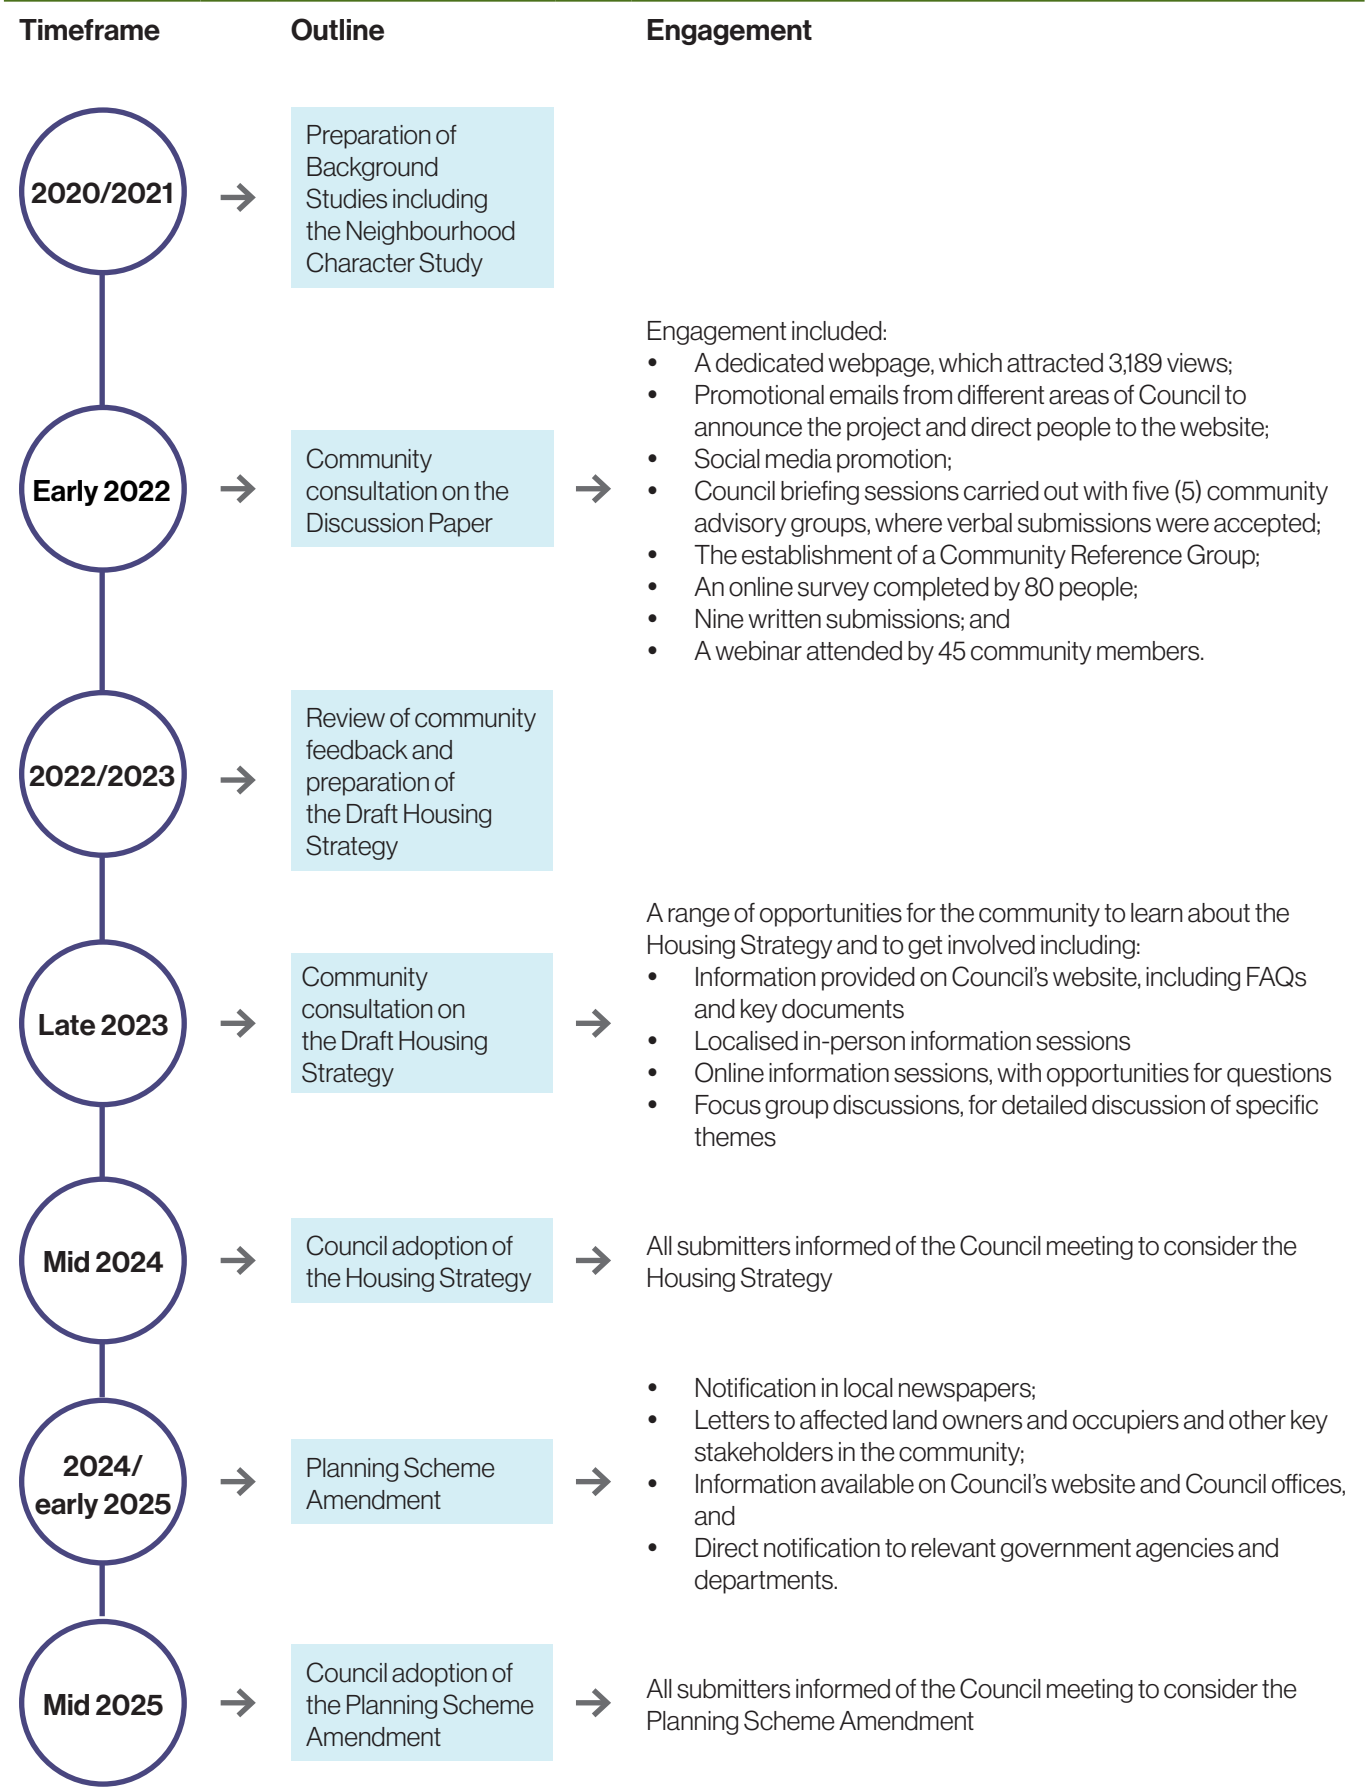 Timeframe Outline Engagement
2020/2021
Preparation of
Background
Studies including
the Neighbourhood
Character Study
Early 2022
Community
consultation on the
Discussion Paper
Engagement included:
• A dedicated webpage, which attracted 3,189 views;
• Promotional emails from different areas of Council to
announce the project and direct people to the website;
• Social media promotion;
• Council briefing sessions carried out with five (5) community
advisory groups, where verbal submissions were accepted;
• The establishment of a Community Reference Group;
• An online survey completed by 80 people;
• Nine written submissions; and
• A webinar attended by 45 community members.
2022/2023
Review of community
feedback and
preparation of
the Draft Housing
Strategy
Late 2023
Community
consultation on
the Draft Housing
Strategy
A range of opportunities for the community to learn about the
Housing Strategy and to get involved including:
• Information provided on Council's website, including FAQs
and key documents
• Localised in-person information sessions
• Online information sessions, with opportunities for questions
• Focus group discussions, for detailed discussion of specific
themes
Mid 2024
Council adoption of
the Housing Strategy
All submitters informed of the Council meeting to consider the
Housing Strategy
2024/
early 2025
Planning Scheme
Amendment
• Notification in local newspapers;
• Letters to affected land owners and occupiers and other key
stakeholders in the community;
• Information available on Council's website and Council offices,
and
• Direct notification to relevant government agencies and
departments.
Mid 2025
Council adoption of
the Planning Scheme
Amendment
All submitters informed of the Council meeting to consider the
Planning Scheme Amendment